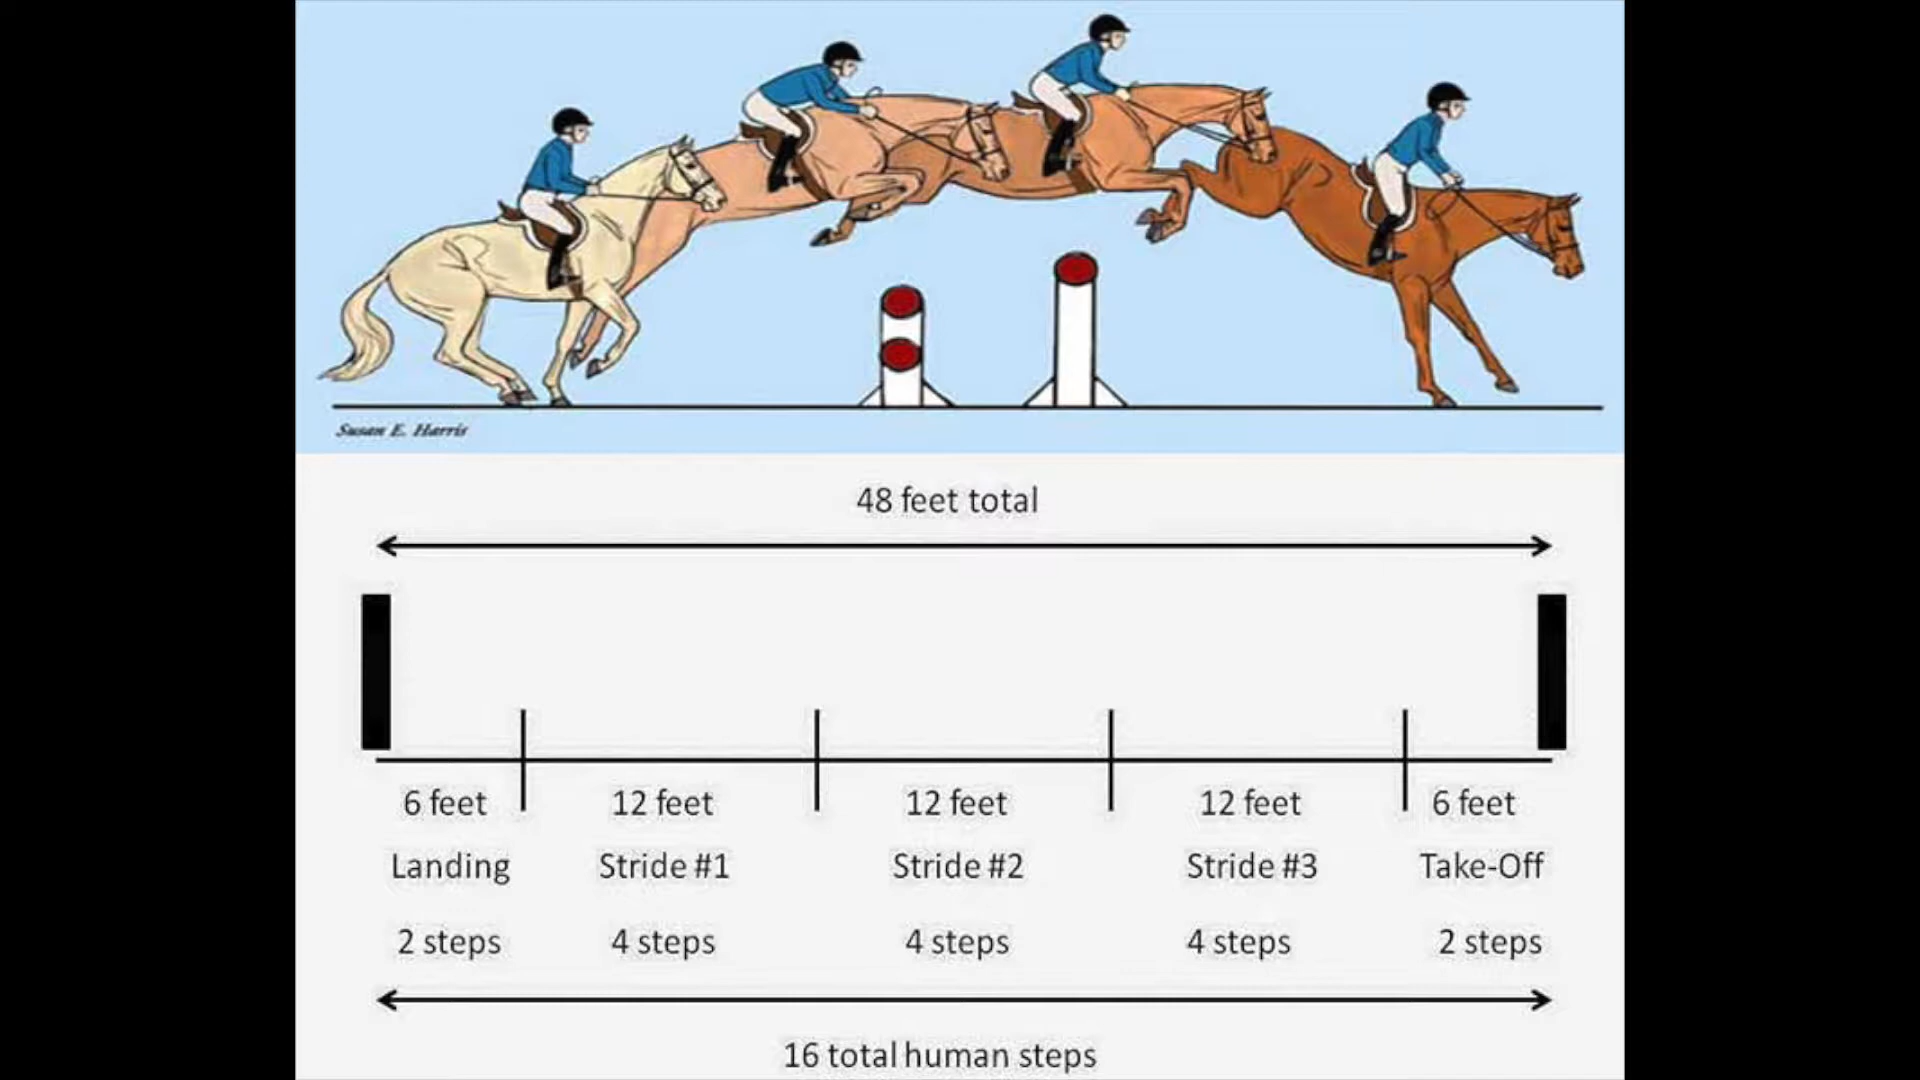 Susan E. Harris
48 feet total
6 feet 12 feet 12 feet 12 feet 6 feet
Landing Stride #1 Stride #2 Stride #3 Take-Off
2 steps 4 steps 4 steps 4 steps 2 steps
16 total human steps